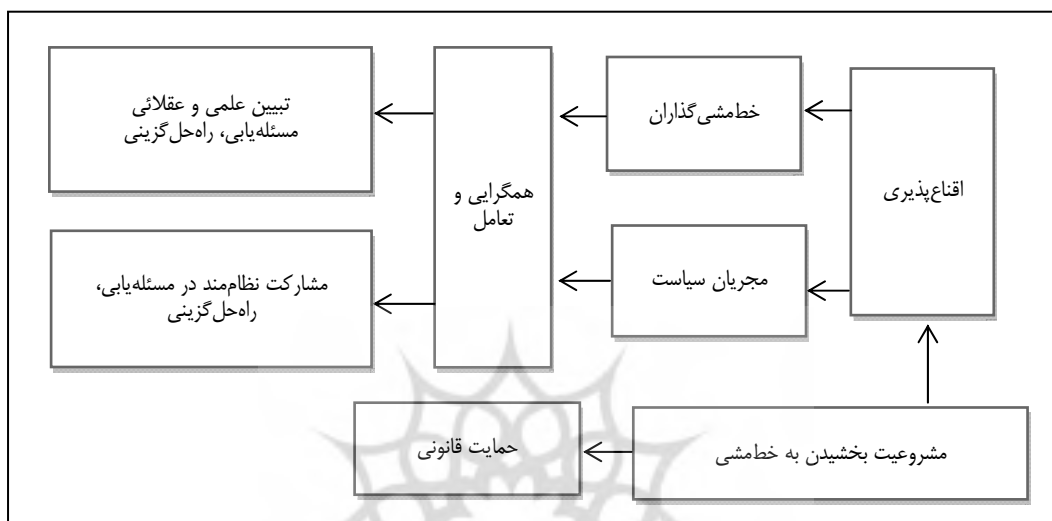 اقناع‌پذیری
خط‌مشی‌گذاران
مجریان سیاست
همگرایی و
تعامل
تبیین علمی و عقلائی
مسئله‌یابی، راه‌حل‌گزینی
مشارکت نظام‌مند در مسئله‌یابی،
راه‌حل‌گزینی
مشروعیت بخشیدن به خط‌مشی
حمایت قانونی